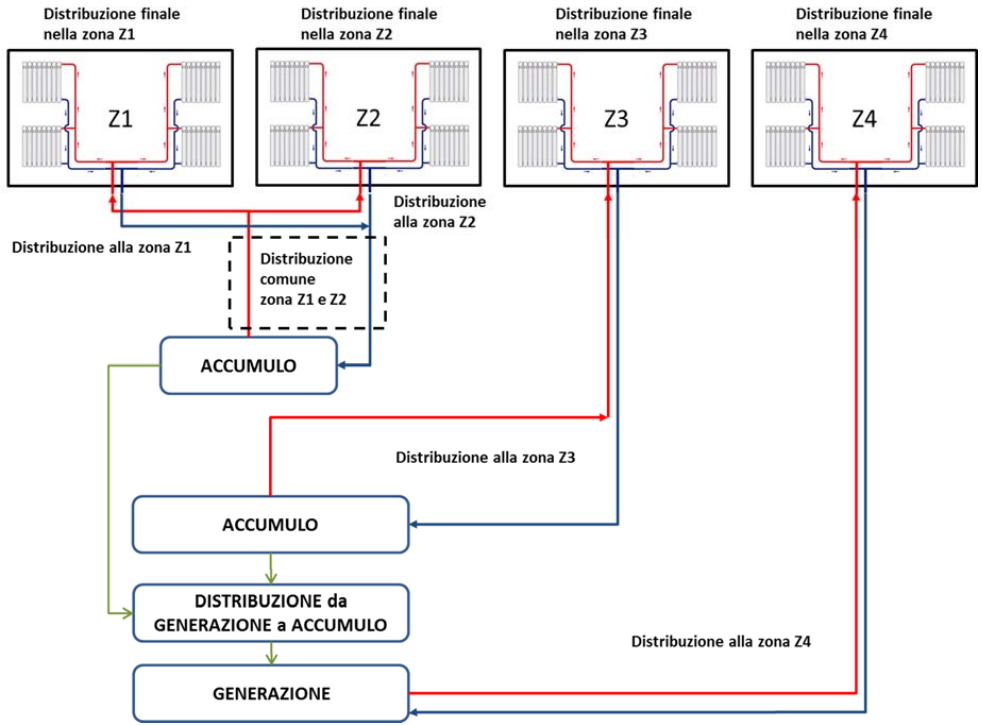 Distribuzione finale
nella zona Z1
Distribuzione finale
nella zona Z2
Distribuzione finale
nella zona Z3
Distribuzione finale
nella zona Z4
Z1
Z2
Z3
Z4
Distribuzione
alla zona Z2
Distribuzione alla zona Z1
Distribuzione
comune
zona Z1 e Z2
ACCUMULO
Distribuzione alla zona Z3
ACCUMULO
DISTRIBUZIONE da
GENERAZIONE a ACCUMULO
Distribuzione alla zona Z4
GENERAZIONE